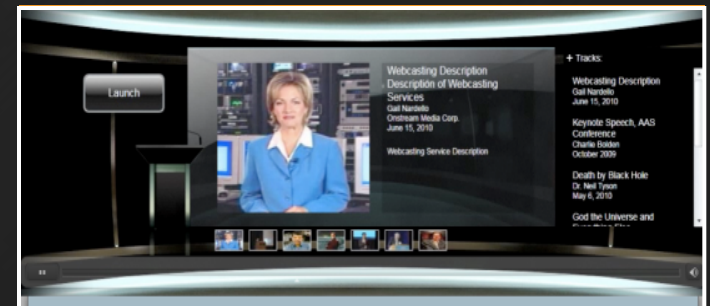 Launch
Webcasting Description
Description of Webcasting
Services
Gail Nardello
Onstream Media Corp.
June 15, 2010
Webcasting Service Description
+ Tracks:
Webcasting Description
Gail Nardello
June 15, 2010
Keynote Speech, AAS
Conference
Charlie Bolden
October 2009
Death by Black Hole
Dr. Neil Tyson
May 6, 2010
God the Universe and